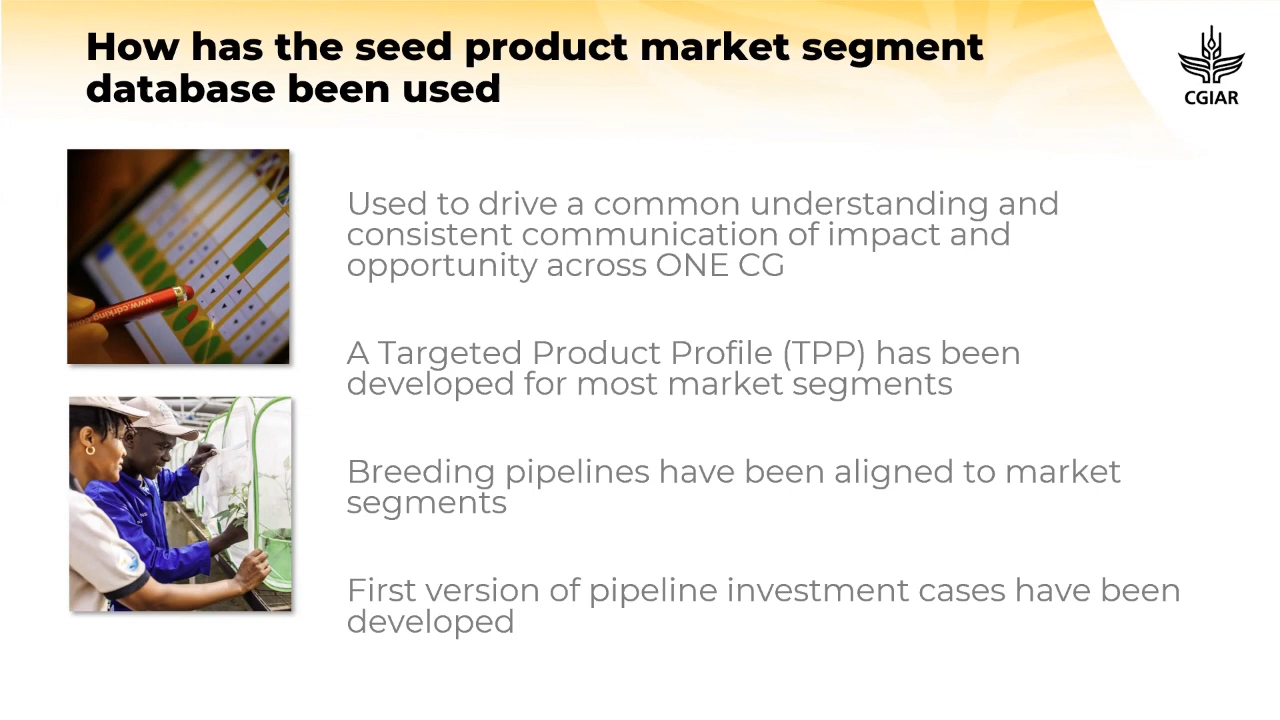 How has the seed product market segment
database been used
CGIAR
Used to drive a common understanding and
consistent communication of impact and
opportunity across ONE CG
A Targeted Product Profile (TPP) has been
developed for most market segments
Breeding pipelines have been aligned to market
segments
First version of pipeline investment cases have been
developed